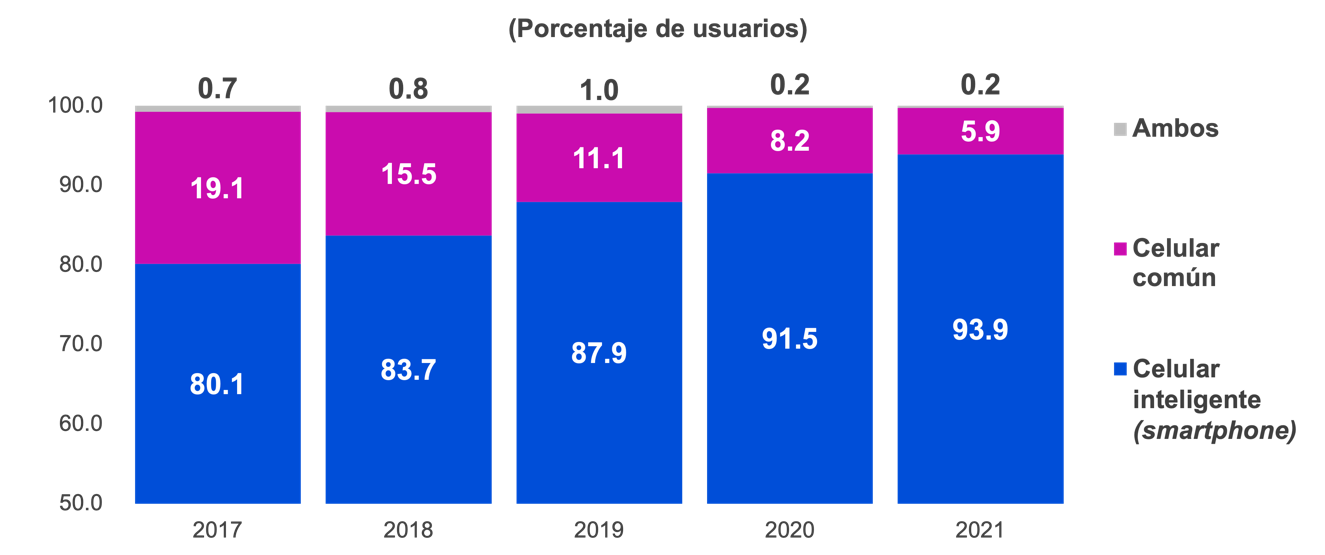 (Porcentaje de usuarios)
0.7 0.8 1.0 0.2 0.2
100.0
90.0
80.0
70.0
60.0
50.0
19.1 15.5 11.1 8.2 5.9
80.1 83.7 87.9 91.5 93.9
2017 2018 2019 2020 2021
Ambos
Celular
común
Celular
inteligente
(smartphone)